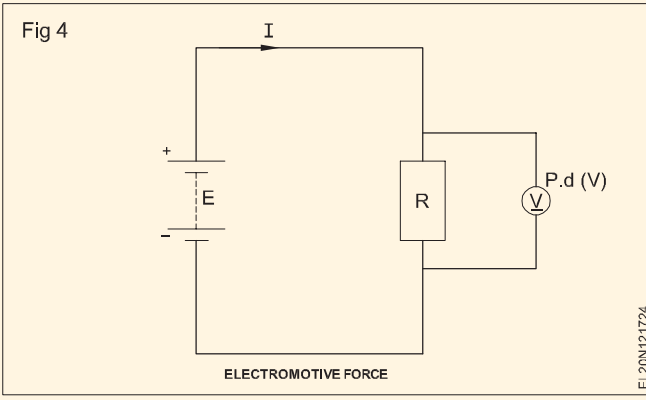 Fig 4
I
+
E
-
R
P.d (V)
V
ELECTROMOTIVE FORCE
EL20N121724